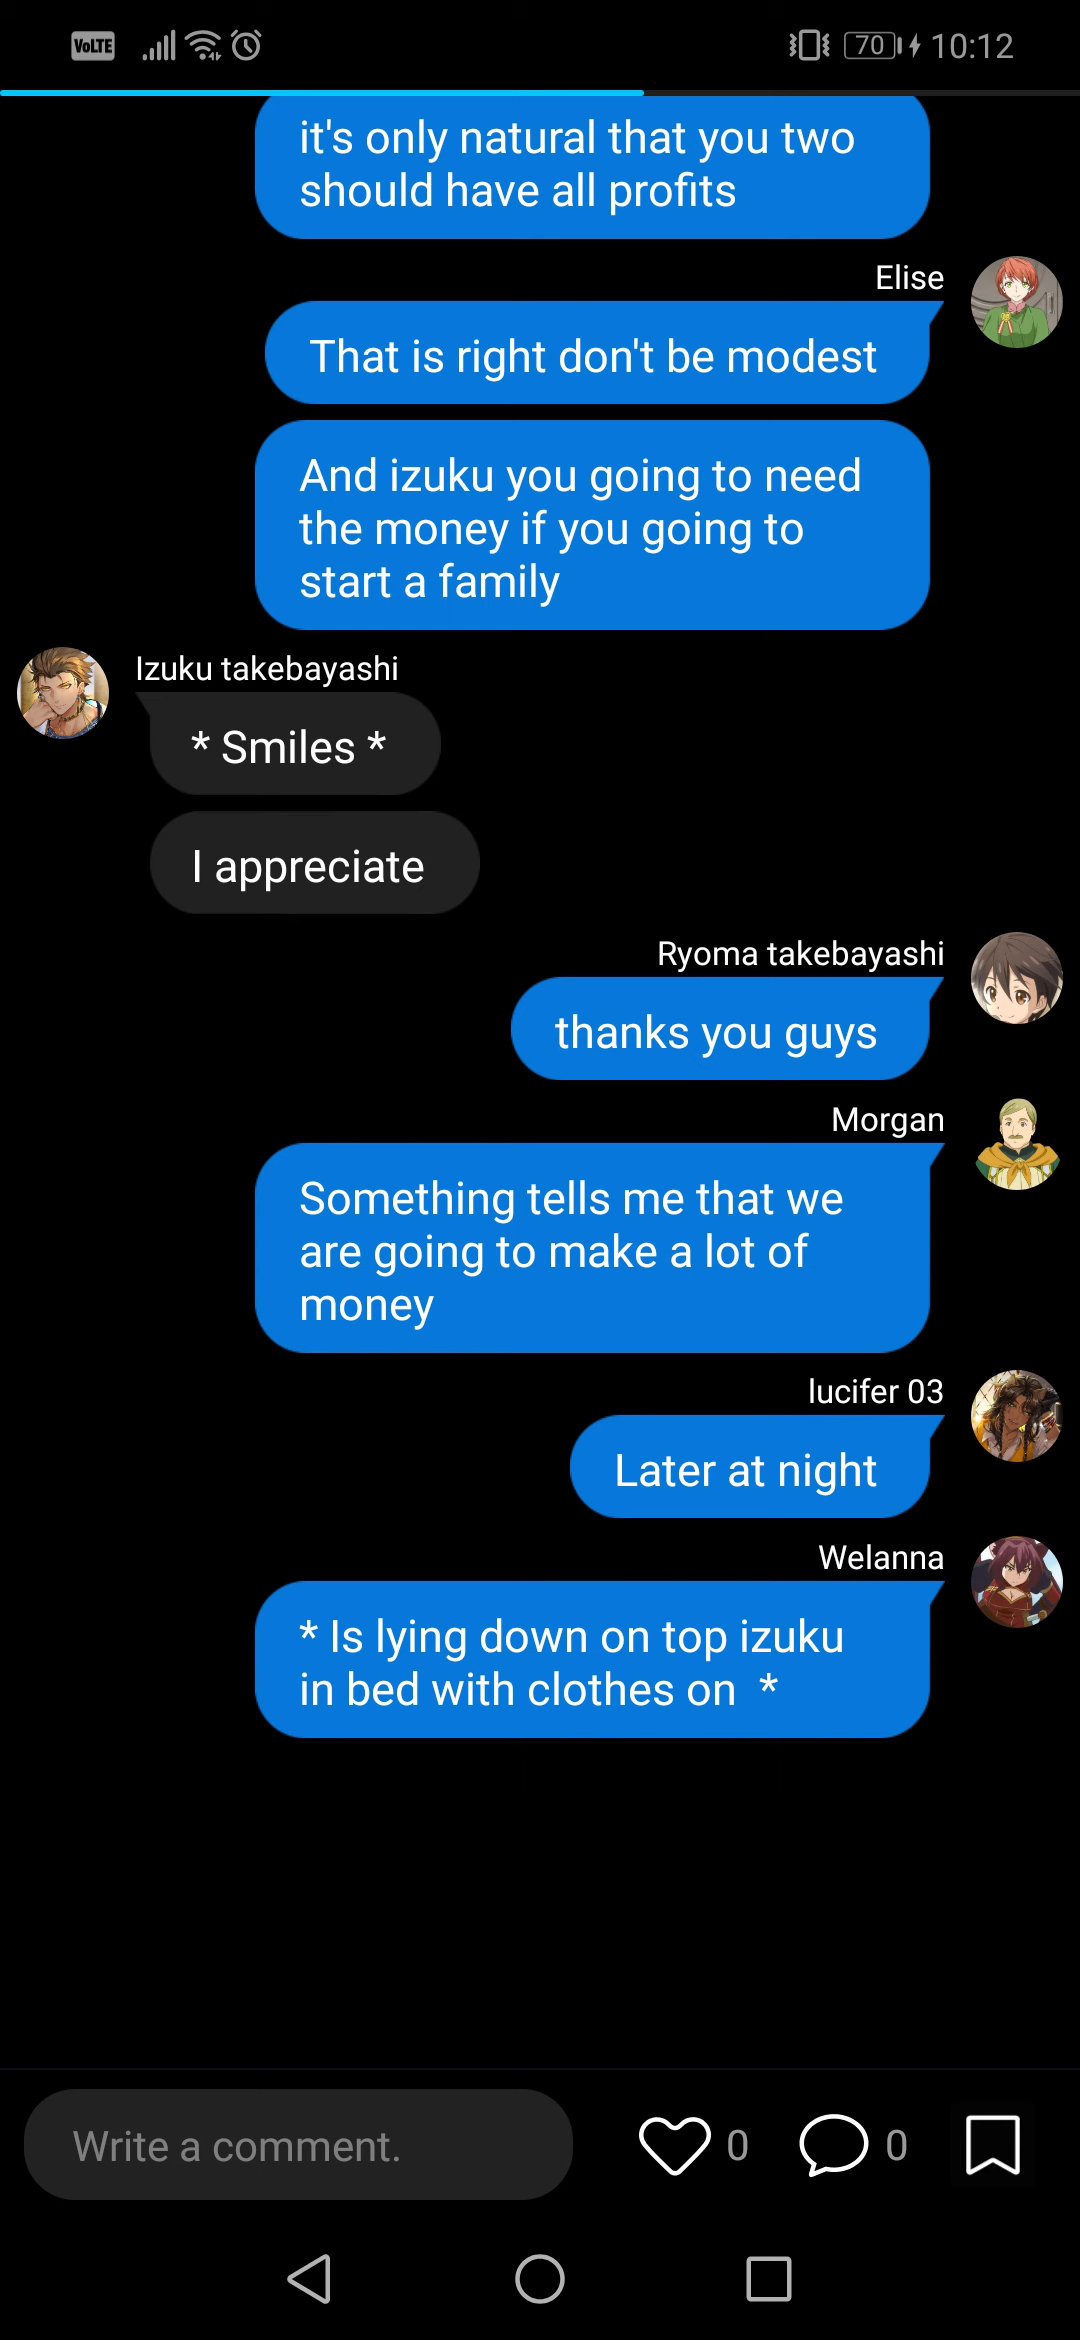 VoLTE 70 10:12
it's only natural that you two
should have all profits
Elise
That is right don't be modest
And izuku you going to need
the money if you going to
start a family
Izuku takebayashi
* Smiles *
I appreciate
Ryoma takebayashi
thanks you guys
Morgan
Something tells me that we
are going to make a lot of
money
lucifer 03
Later at night
Welanna
* Is lying down on top izuku
in bed with clothes on  *
Write a comment. 0 0